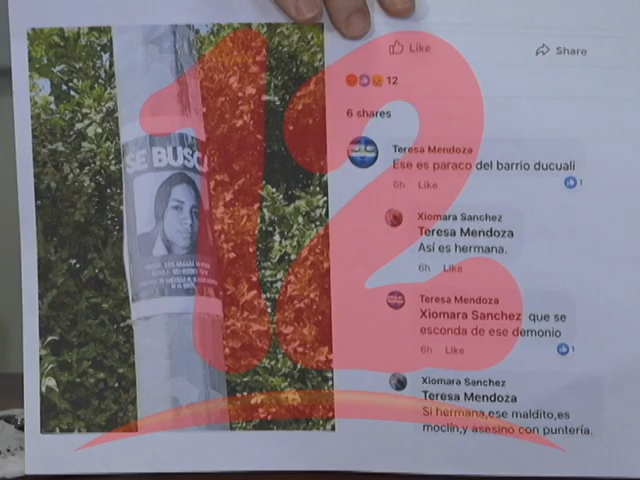 12
SE BUSCA
Like
Share
12
6 shares
Teresa Mendoza
Ese es paraco del barrio ducuali
6h Like
1
Xiomara Sanchez
Teresa Mendoza
Así es hermana.
6h Like
Teresa Mendoza
Xiomara Sanchez que se
esconda de ese demonio
6h Like
1
Xiomara Sanchez
Teresa Mendoza
Si hermana,ese maldito,es
moclín,y asesino con puntería.